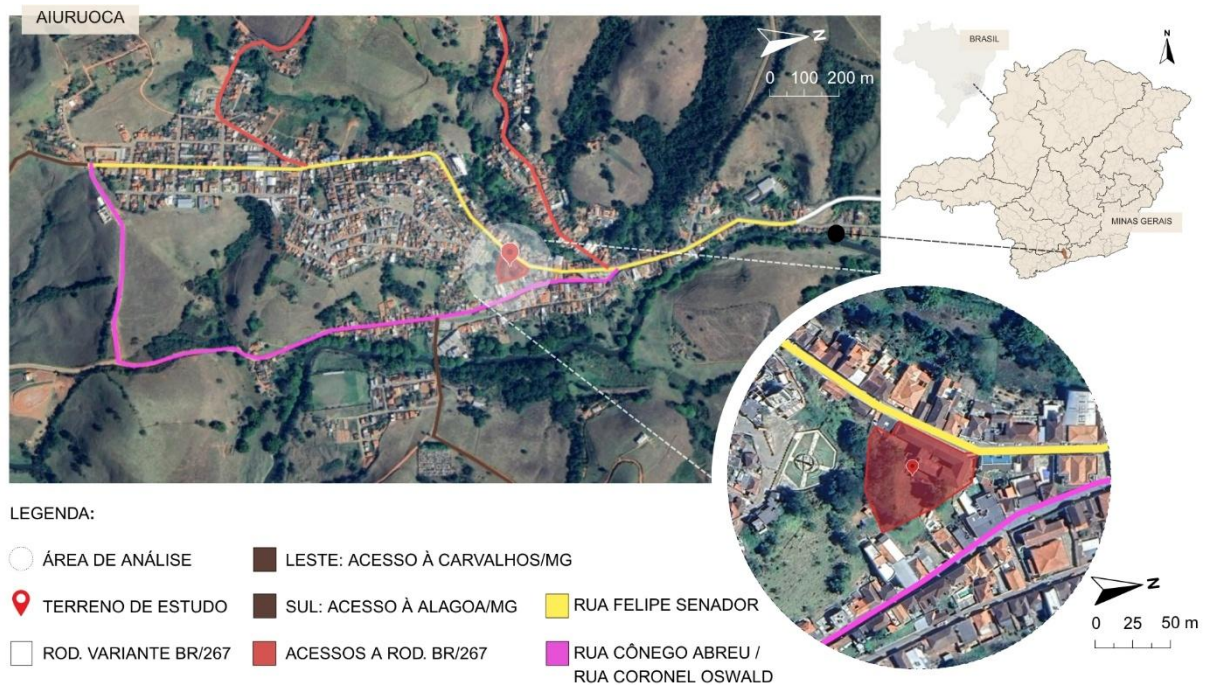 AIURUOCA
N
0 100 200 m
BRASIL
N
MINAS GERAIS
LEGENDA:
ÁREA DE ANÁLISE
TERRENO DE ESTUDO
ROD. VARIANTE BR/267
LESTE: ACESSO À CARVALHOS/MG
SUL: ACESSO À ALAGOA/MG
ACESSOS A ROD. BR/267
RUA FELIPE SENADOR
RUA CÔNEGO ABREU /
RUA CORONEL OSWALD
N
0 25 50 m